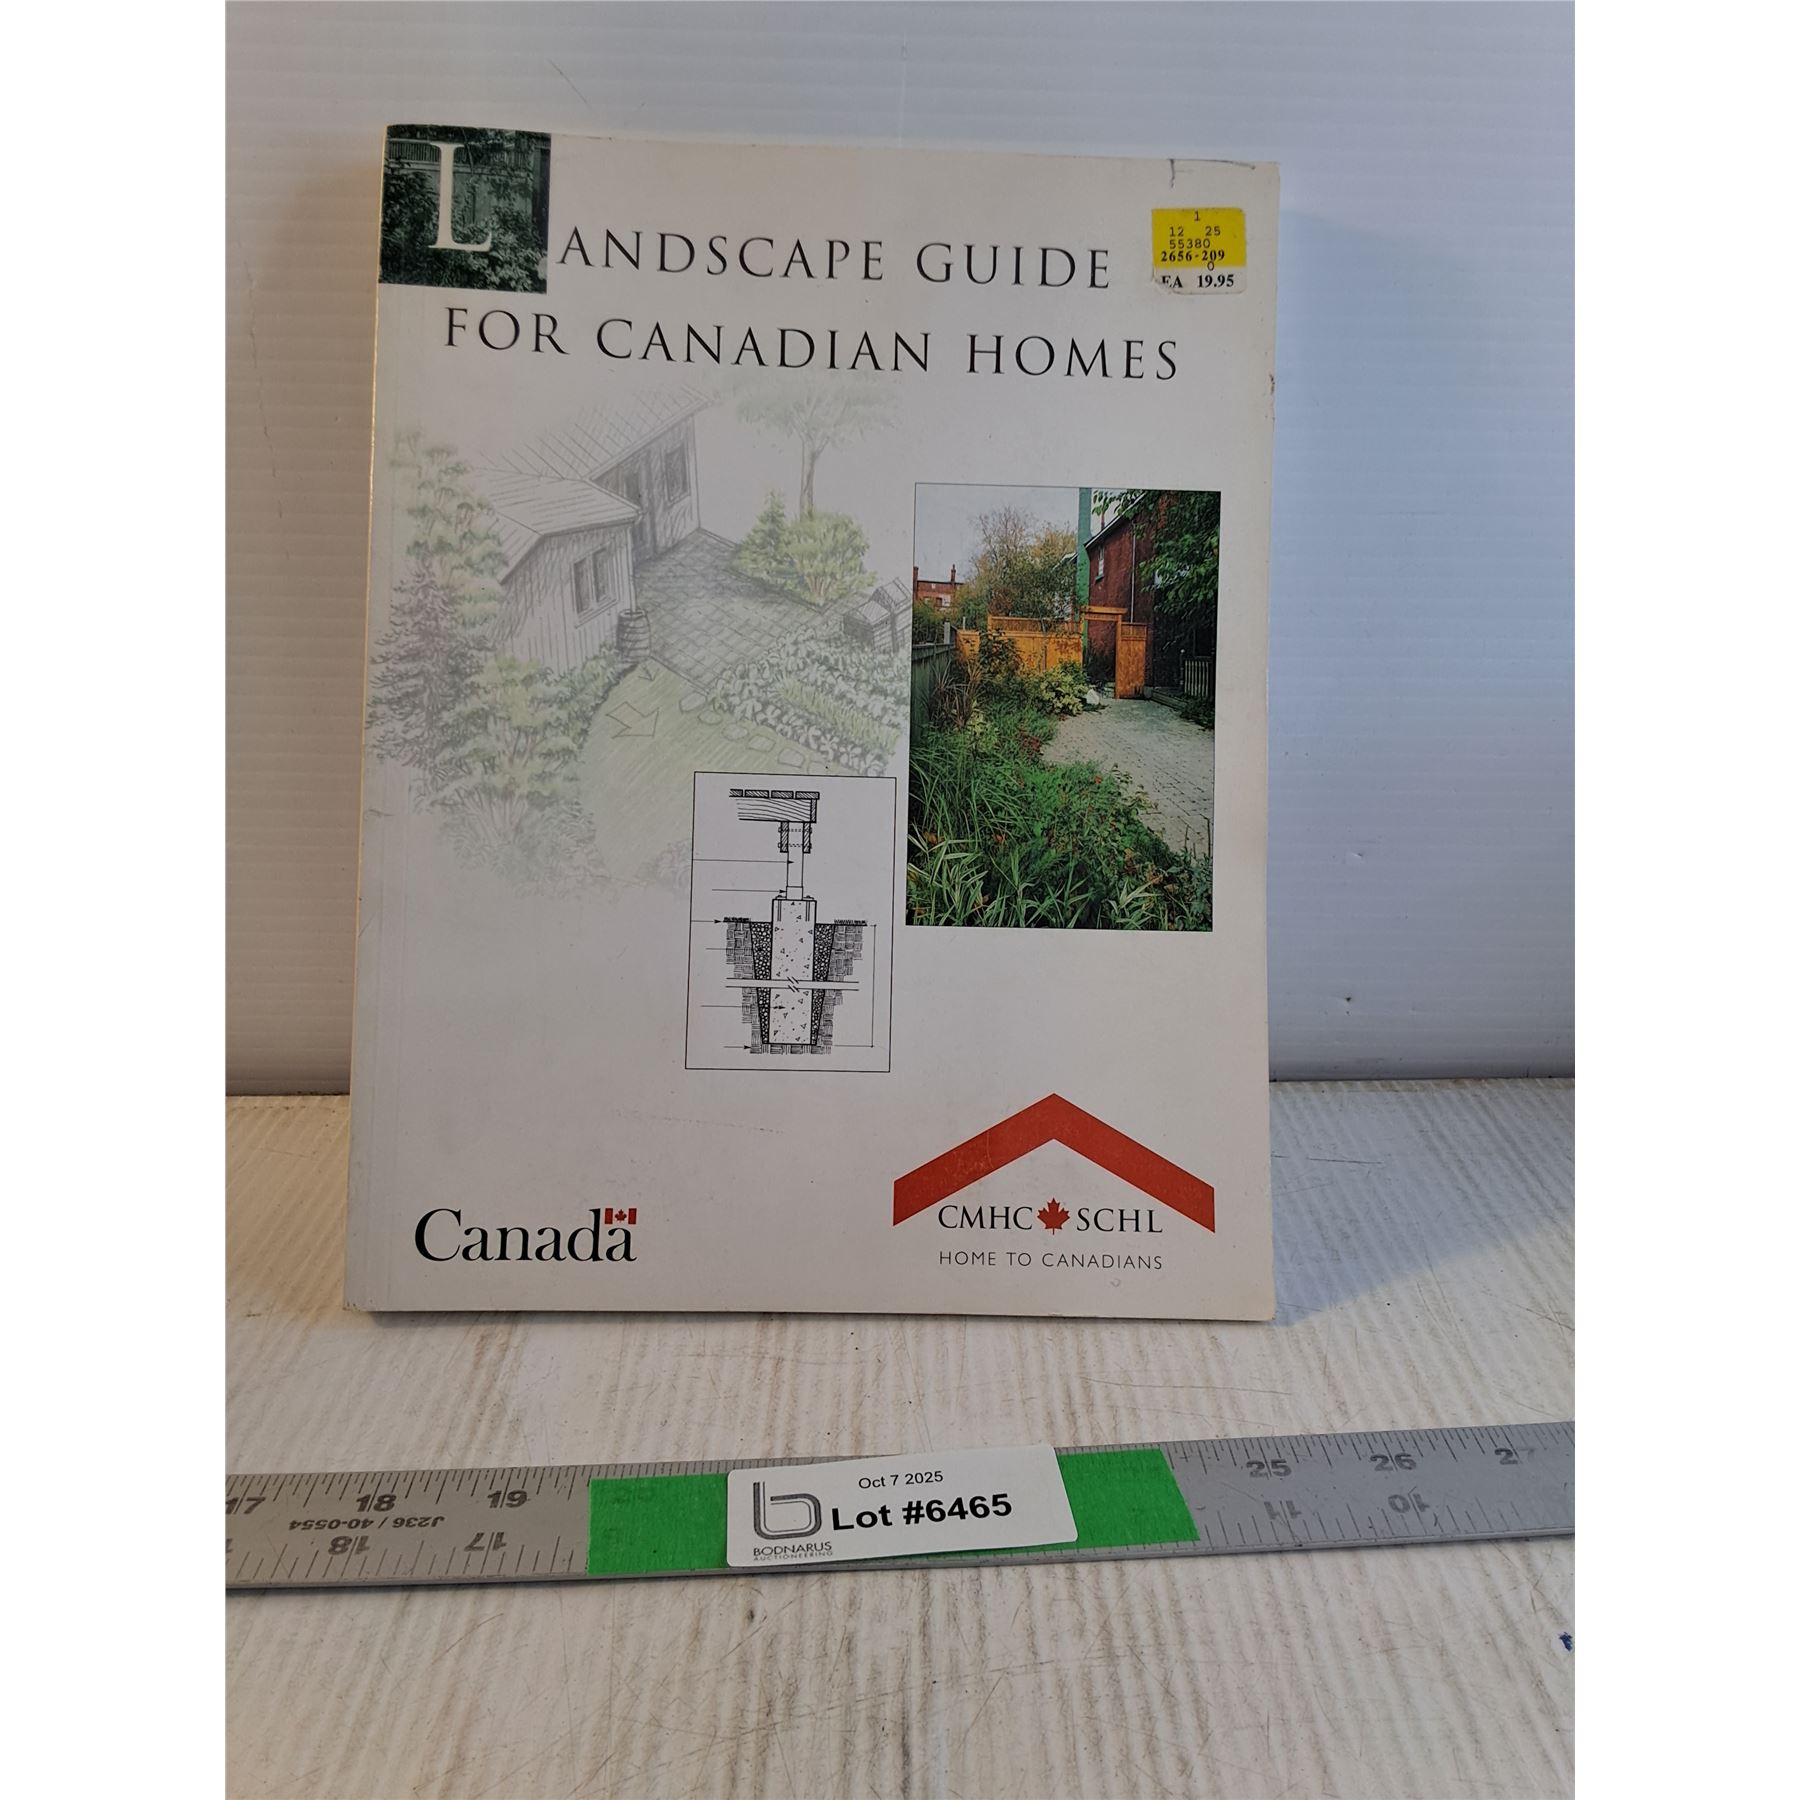 LANDSCAPE GUIDE
FOR CANADIAN HOMES
1
12 25
55380
2656-209
0
EA 19.95
Canada
CMHC SCHL
HOME TO CANADIANS
Oct 7 2025
Lot #6465
BODNARUS
AUCTIONEERING
17 18 19 25 26 27
J236 / 40-0554
18 17 11 10